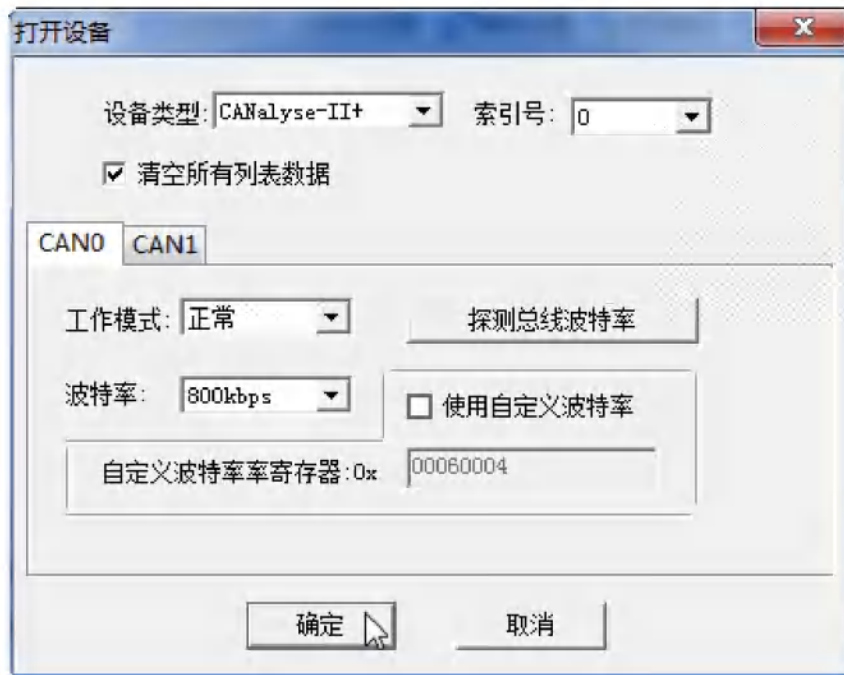 打开设备
设备类型: CANalyse-II+ 索引号: 0
清空所有列表数据
CAN0 CAN1
工作模式: 正常 探测总线波特率
波特率: 800kbps 使用自定义波特率
自定义波特率率寄存器:0x 00060004
确定 取消